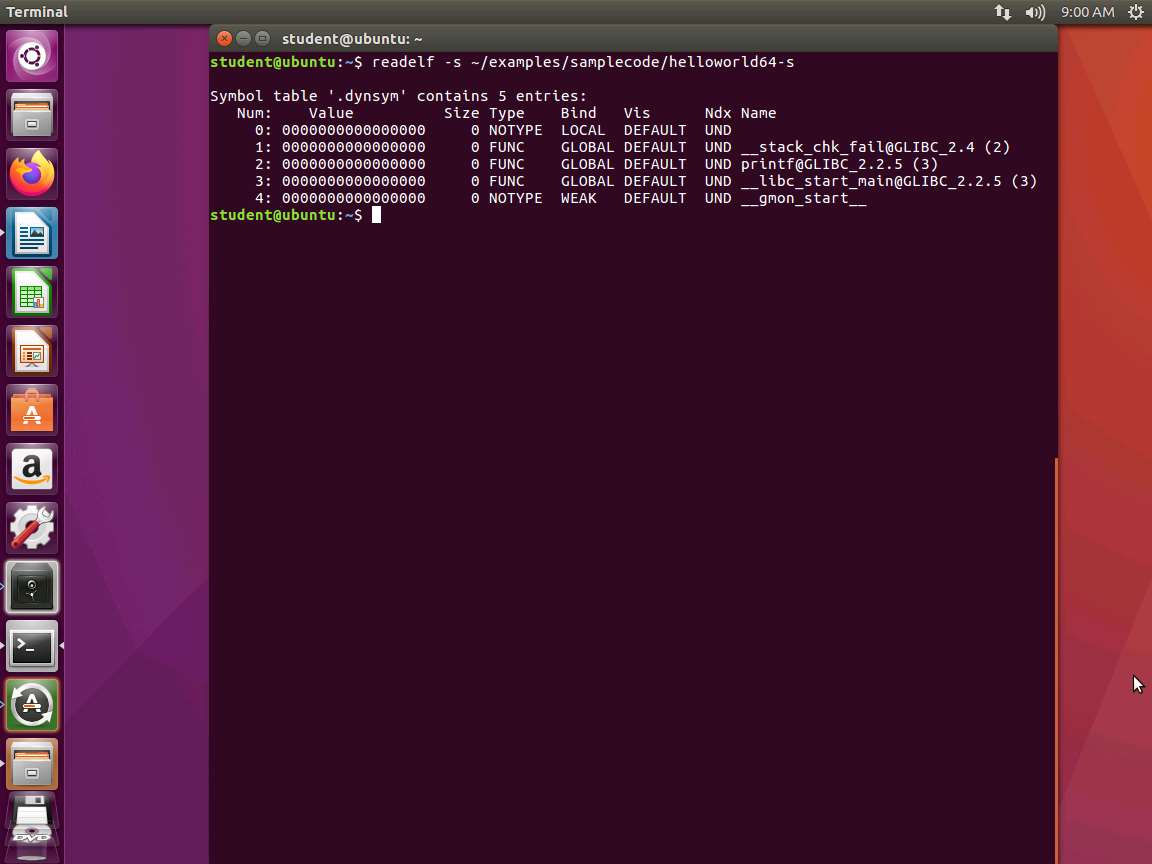 Terminal
9:00 AM
student@ubuntu: ~
student@ubuntu:~$ readelf -s ~/examples/samplecode/helloworld64-s
Symbol table '.dynsym' contains 5 entries:
Num: Value Size Type Bind Vis Ndx Name
0: 0000000000000000 0 NOTYPE LOCAL DEFAULT UND
1: 0000000000000000 0 FUNC GLOBAL DEFAULT UND __stack_chk_fail@GLIBC_2.4 (2)
2: 0000000000000000 0 FUNC GLOBAL DEFAULT UND printf@GLIBC_2.2.5 (3)
3: 0000000000000000 0 FUNC GLOBAL DEFAULT UND __libc_start_main@GLIBC_2.2.5 (3)
4: 0000000000000000 0 NOTYPE WEAK DEFAULT UND __gmon_start__
student@ubuntu:~$
A
a
>_
A
DVD